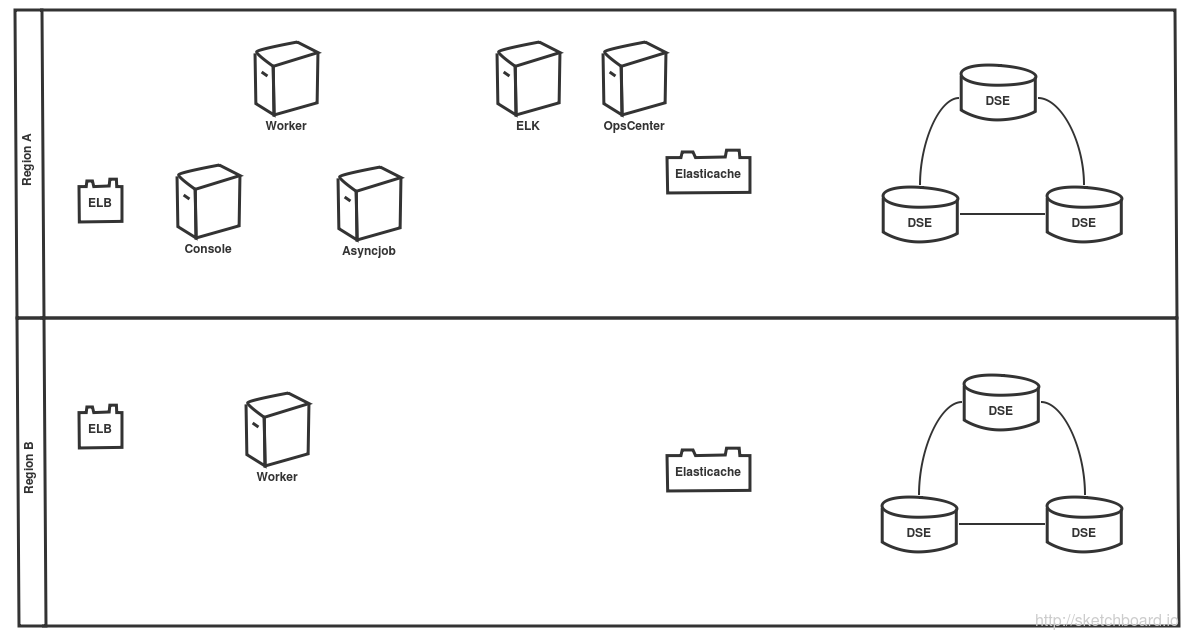 Region A
Worker
ELK
OpsCenter
DSE
Elasticache
ELB
Console
Asyncjob
DSE
DSE
Region B
ELB
Worker
Elasticache
DSE
DSE
DSE
http://sketchboard.io